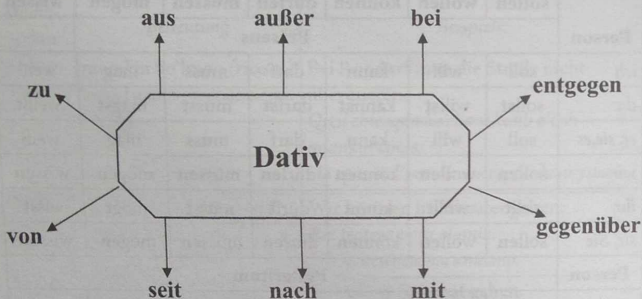 aus außer bei
zu entgegen
Dativ
von gegenüber
seit nach mit